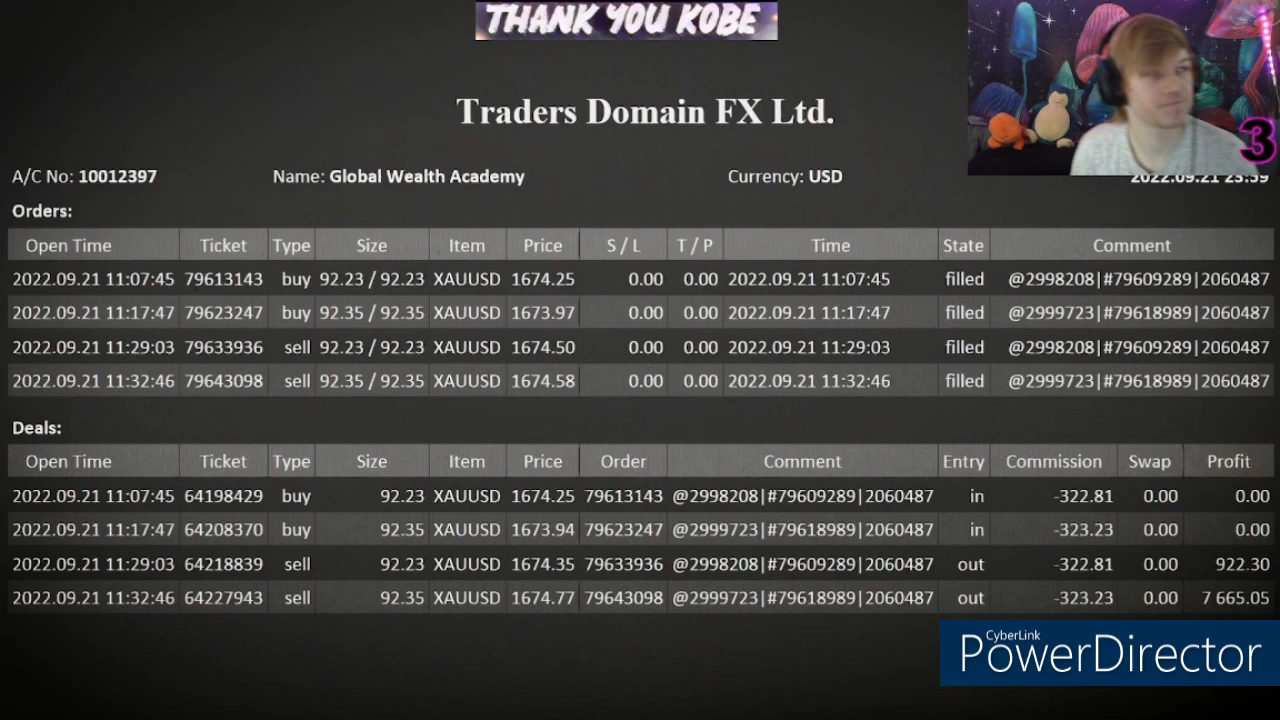 THANK YOU KOBE
Traders Domain FX Ltd.
3
A/C No: 10012397 Name: Global Wealth Academy Currency: USD 2022.09.21 23:59
Orders:
Open Time Ticket Type Size Item Price S / L T / P Time State Comment
2022.09.21 11:07:45 79613143 buy 92.23 / 92.23 XAUUSD 1674.25 0.00 0.00 2022.09.21 11:07:45 filled @2998208|#79609289|2060487
2022.09.21 11:17:47 79623247 buy 92.35 / 92.35 XAUUSD 1673.97 0.00 0.00 2022.09.21 11:17:47 filled @2999723|#79618989|2060487
2022.09.21 11:29:03 79633936 sell 92.23 / 92.23 XAUUSD 1674.50 0.00 0.00 2022.09.21 11:29:03 filled @2998208|#79609289|2060487
2022.09.21 11:32:46 79643098 sell 92.35 / 92.35 XAUUSD 1674.58 0.00 0.00 2022.09.21 11:32:46 filled @2999723|#79618989|2060487
Deals:
Open Time Ticket Type Size Item Price Order Comment Entry Commission Swap Profit
2022.09.21 11:07:45 64198429 buy 92.23 XAUUSD 1674.25 79613143 @2998208|#79609289|2060487 in -322.81 0.00 0.00
2022.09.21 11:17:47 64208370 buy 92.35 XAUUSD 1673.94 79623247 @2999723|#79618989|2060487 in -323.23 0.00 0.00
2022.09.21 11:29:03 64218839 sell 92.23 XAUUSD 1674.35 79633936 @2998208|#79609289|2060487 out -322.81 0.00 922.30
2022.09.21 11:32:46 64227943 sell 92.35 XAUUSD 1674.77 79643098 @2999723|#79618989|2060487 out -323.23 0.00 7 665.05
CyberLink
PowerDirector